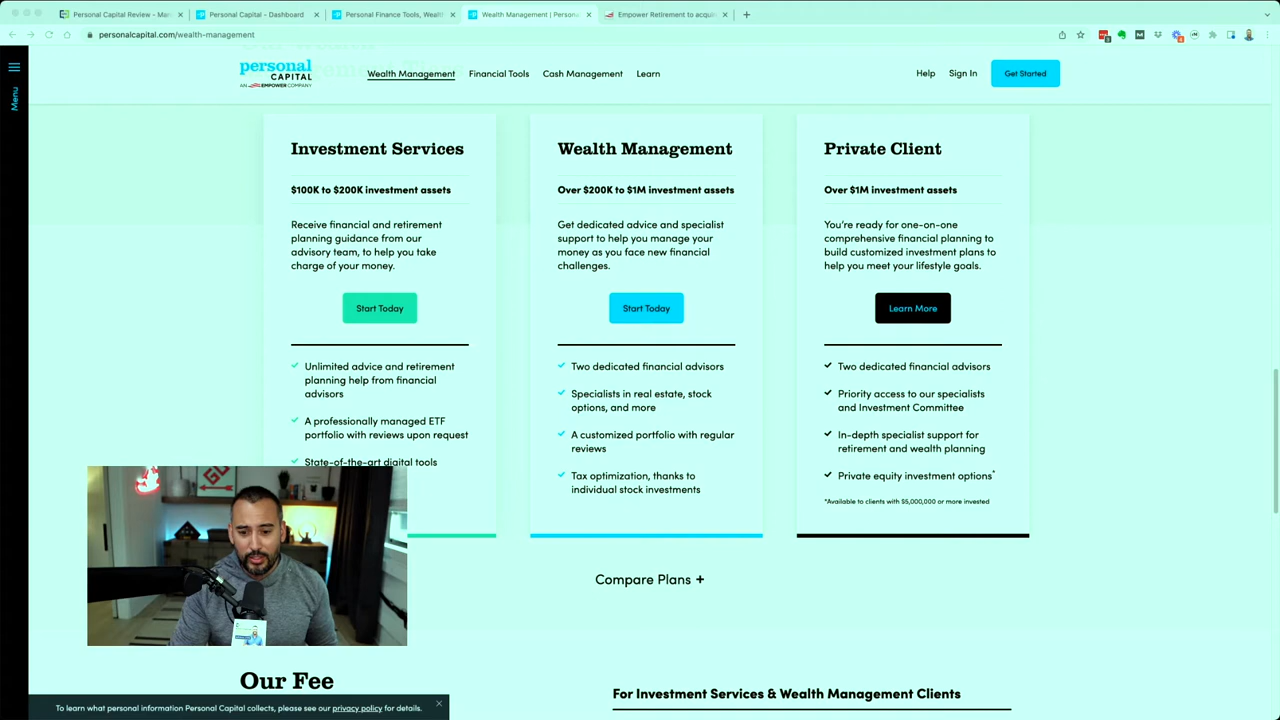 Personal Capital Review - Man
Personal Capital - Dashboard
Personal Finance Tools, Wealt
Wealth Management | Persona
Empower Retirement to acqui
personalcapital.com/wealth-management
Menu
personal
CAPITAL
AN EMPOWER COMPANY
Wealth Management
Financial Tools
Cash Management
Learn
Help
Sign In
Get Started
Investment Services
$100K to $200K investment assets
Receive financial and retirement
planning guidance from our
advisory team, to help you take
charge of your money.
Start Today
Unlimited advice and retirement
planning help from financial
advisors
A professionally managed ETF
portfolio with reviews upon request
State-of-the-art digital tools
Wealth Management
Over $200K to $1M investment assets
Get dedicated advice and specialist
support to help you manage your
money as you face new financial
challenges.
Start Today
Two dedicated financial advisors
Specialists in real estate, stock
options, and more
A customized portfolio with regular
reviews
Tax optimization, thanks to
individual stock investments
Private Client
Over $1M investment assets
You're ready for one-on-one
comprehensive financial planning to
build customized investment plans to
help you meet your lifestyle goals.
Learn More
Two dedicated financial advisors
Priority access to our specialists
and Investment Committee
In-depth specialist support for
retirement and wealth planning
Private equity investment options*
*Available to clients with $5,000,000 or more invested
Compare Plans +
Our Fee
For Investment Services & Wealth Management Clients
To learn what personal information Personal Capital collects, please see our privacy policy for details.